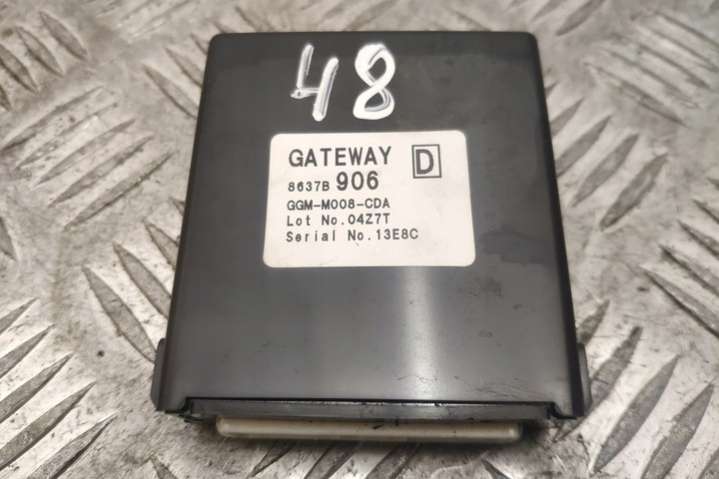 48
GATEWAY D
8637B 906
GGM-M008-CDA
Lot No.04Z7T
Serial No.13E8C